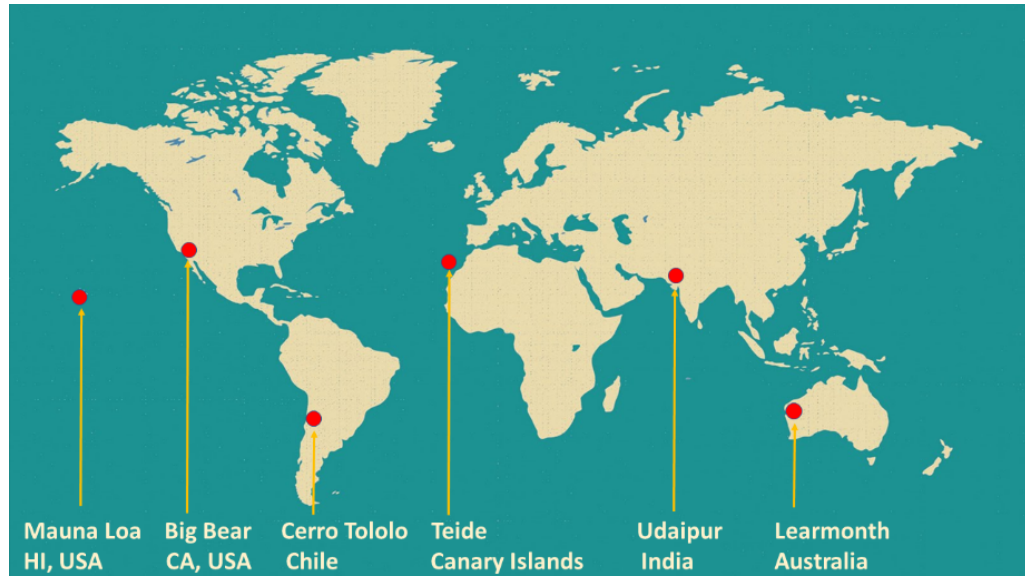 Mauna Loa
HI, USA
Big Bear
CA, USA
Cerro Tololo
Chile
Teide
Canary Islands
Udaipur
India
Learmonth
Australia